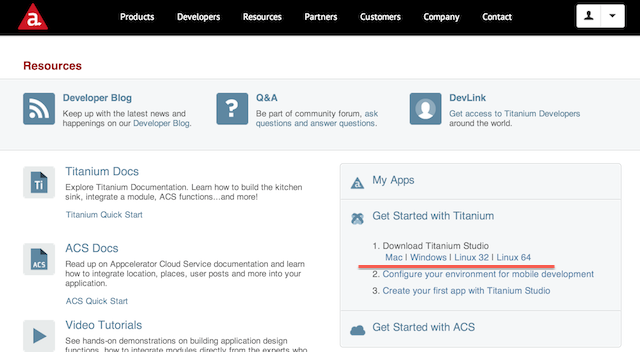 a.
Products Developers Resources Partners Customers Company Contact
Resources
Developer Blog
Keep up with the latest news and
happenings on our Developer Blog.
?
Q&A
Be part of community forum, ask
questions and answer questions.
DevLink
Get access to Titanium Developers
around the world.
Ti
Titanium Docs
Explore Titanium Documentation. Learn how to build the kitchen
sink, integrate a module, ACS functions...and more!
Titanium Quick Start
ACS
ACS Docs
Read up on Appcelerator Cloud Service documentation and learn
how to integrate location, places, user posts and more into your
application.
ACS Quick Start
Video Tutorials
See hands-on demonstrations on building application design
functions, how to integrate modules directly from the experts who
a.
My Apps
Get Started with Titanium
1. Download Titanium Studio
Mac | Windows | Linux 32 | Linux 64
2. Configure your environment for mobile development
3. Create your first app with Titanium Studio
Get Started with ACS